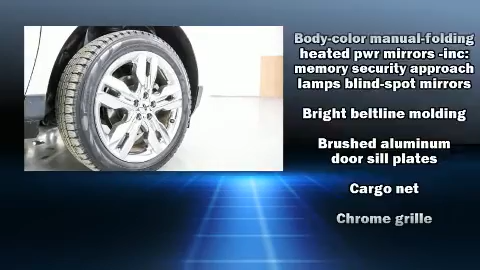 Body-color manual-folding
heated pwr mirrors -inc:
memory security approach
lamps blind-spot mirrors
Bright beltline molding
Brushed aluminum
door sill plates
Cargo net
Chrome grille